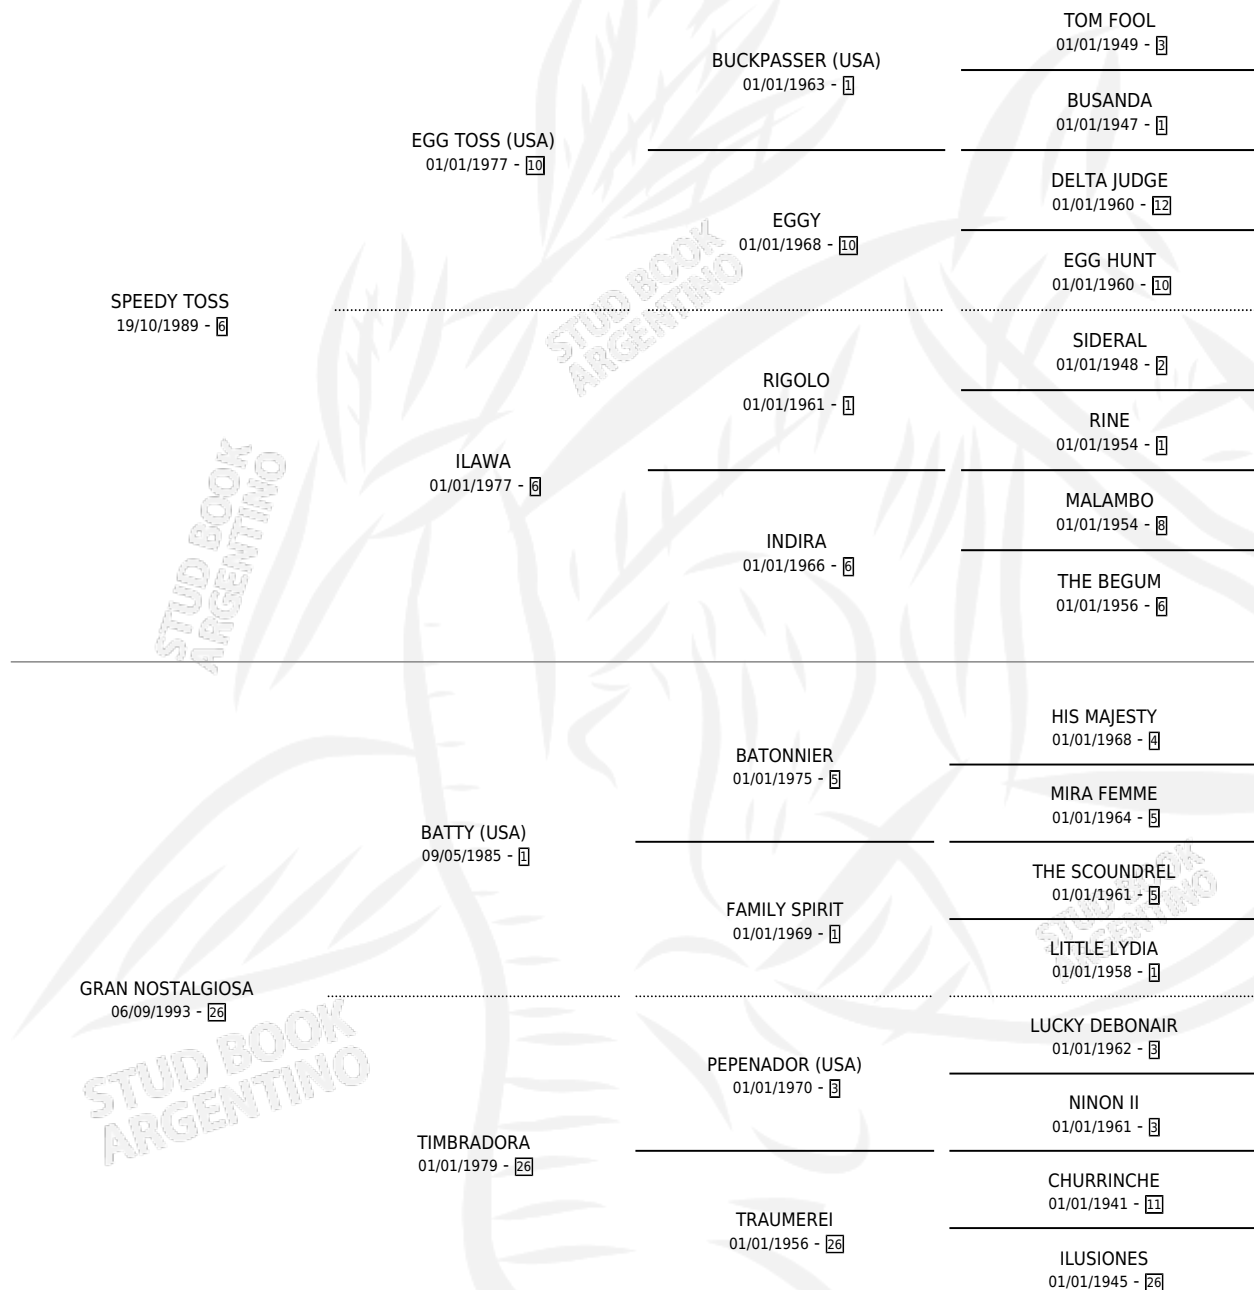 TOM FOOL
01/01/1949 - 3
BUCKPASSER (USA)
01/01/1963 - 1
BUSANDA
01/01/1947 - 1
EGG TOSS (USA)
01/01/1977 - 10
DELTA JUDGE
01/01/1960 - 12
EGGY
01/01/1968 - 10
EGG HUNT
01/01/1960 - 10
SPEEDY TOSS
19/10/1989 - 6
SIDERAL
01/01/1948 - 2
RIGOLO
01/01/1961 - 1
RINE
01/01/1954 - 1
ILAWA
01/01/1977 - 6
MALAMBO
01/01/1954 - 8
INDIRA
01/01/1966 - 6
THE BEGUM
01/01/1956 - 6
HIS MAJESTY
01/01/1968 - 4
BATONNIER
01/01/1975 - 5
MIRA FEMME
01/01/1964 - 5
BATTY (USA)
09/05/1985 - 1
THE SCOUNDREL
01/01/1961 - 5
FAMILY SPIRIT
01/01/1969 - 1
LITTLE LYDIA
01/01/1958 - 1
GRAN NOSTALGIOSA
06/09/1993 - 26
LUCKY DEBONAIR
01/01/1962 - 3
PEPENADOR (USA)
01/01/1970 - 3
NINON II
01/01/1961 - 3
TIMBRADORA
01/01/1979 - 26
CHURRINCHE
01/01/1941 - 11
TRAUMEREI
01/01/1956 - 26
ILUSIONES
01/01/1945 - 26
STUD BOOK
ARGENTINO
STUD BOOK
ARGENTINO
STUD BOOK
ARGENTINO
STUD BOOK
ARGENTINO